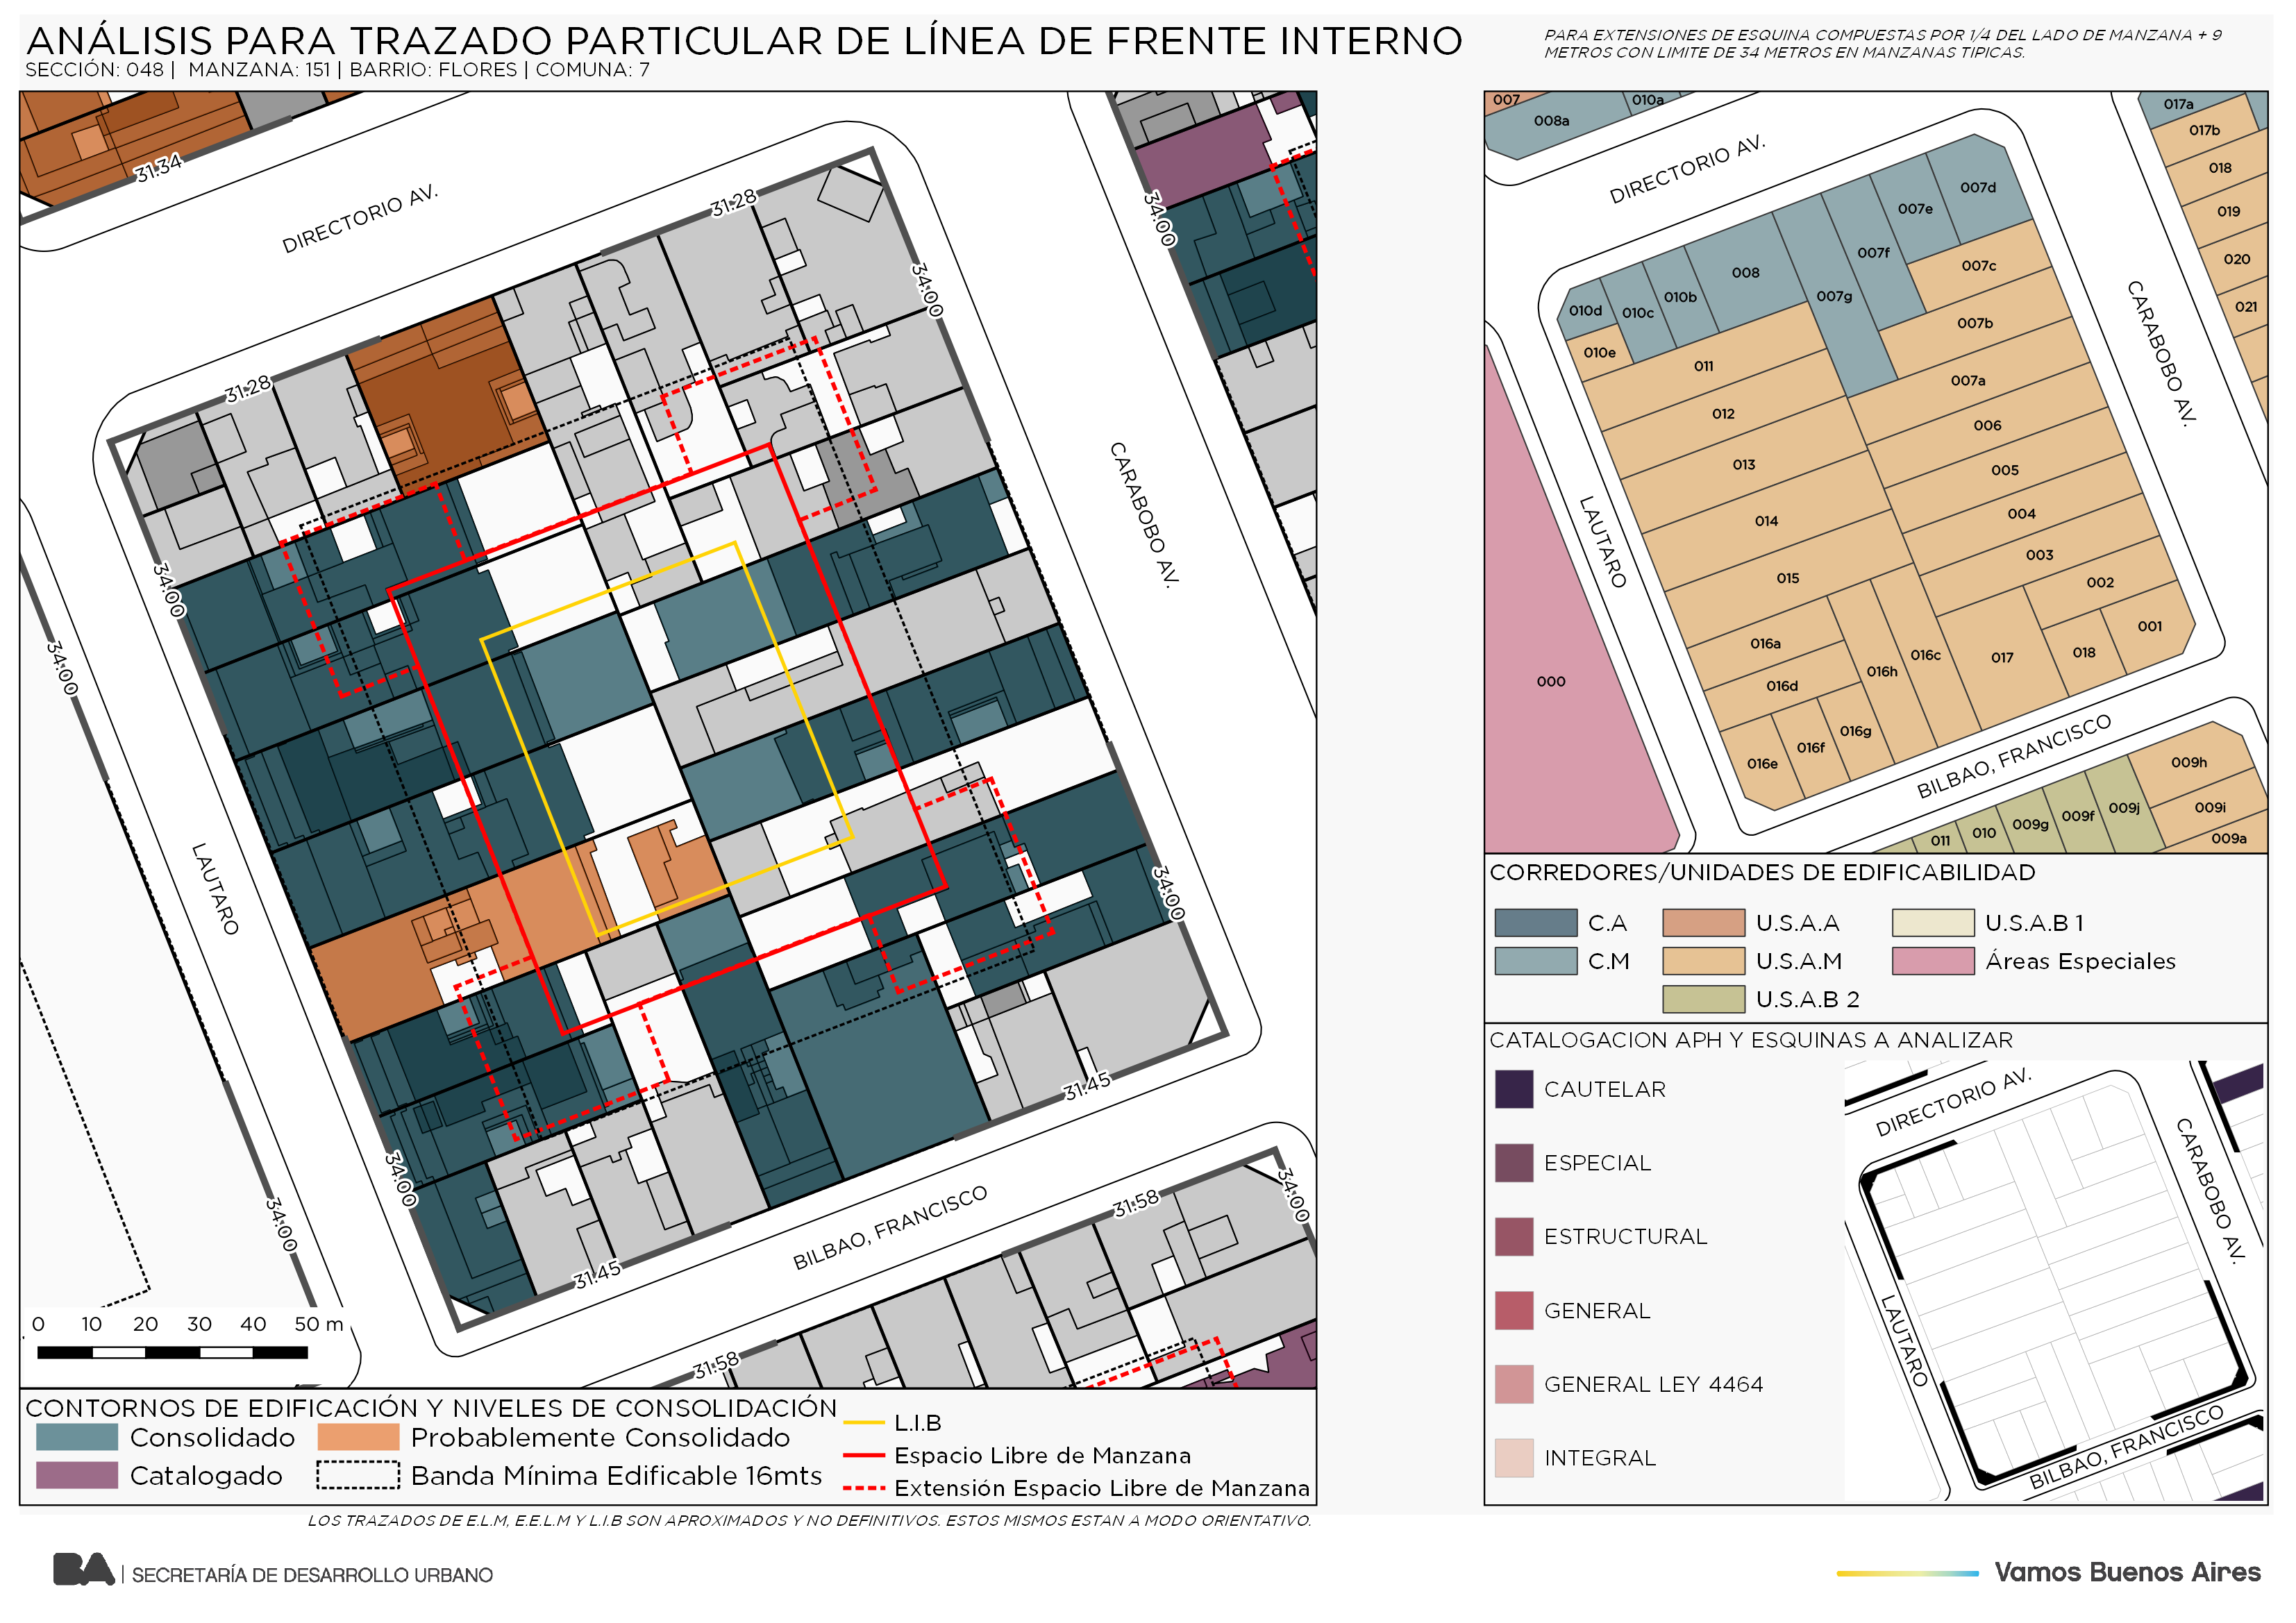 ANÁLISIS PARA TRAZADO PARTICULAR DE LÍNEA DE FRENTE INTERNO
SECCIÓN: 048 | MANZANA: 151 | BARRIO: FLORES | COMUNA: 7
PARA EXTENSIONES DE ESQUINA COMPUESTAS POR 1/4 DEL LADO DE MANZANA + 9
METROS CON LIMITE DE 34 METROS EN MANZANAS TIPICAS.
31.34
DIRECTORIO AV.
31.28
34.00
34.00
31.28
CARABOBO AV.
34.00
34.00
LAUTARO
34.00
34.00
34.00
31.45
BILBAO, FRANCISCO
31.45
31.58
34.00
31.58
0 10 20 30 40 50 m
CONTORNOS DE EDIFICACIÓN Y NIVELES DE CONSOLIDACIÓN
Consolidado
Probablemente Consolidado
Catalogado
Banda Mínima Edificable 16mts
L.I.B
Espacio Libre de Manzana
Extensión Espacio Libre de Manzana
LOS TRAZADOS DE E.L.M, E.E.L.M Y L.I.B SON APROXIMADOS Y NO DEFINITIVOS. ESTOS MISMOS ESTAN A MODO ORIENTATIVO.
007
008a
010a
017a
017b
018
019
020
021
DIRECTORIO AV.
007d
007e
007f
007c
008
007g
010b
010c
010d
010e
007b
011
007a
012
006
013
005
014
004
015
003
002
001
016a
016c
017
018
016h
016d
016g
016f
016e
000
CARABOBO AV.
LAUTARO
BILBAO, FRANCISCO
009h
009i
009a
009j
009f
009g
010
011
CORREDORES/UNIDADES DE EDIFICABILIDAD
C.A
U.S.A.A
U.S.A.B 1
C.M
U.S.A.M
Áreas Especiales
U.S.A.B 2
CATALOGACION APH Y ESQUINAS A ANALIZAR
CAUTELAR
ESPECIAL
ESTRUCTURAL
GENERAL
GENERAL LEY 4464
INTEGRAL
DIRECTORIO AV.
CARABOBO AV.
LAUTARO
BILBAO, FRANCISCO
BA | SECRETARÍA DE DESARROLLO URBANO
Vamos Buenos Aires